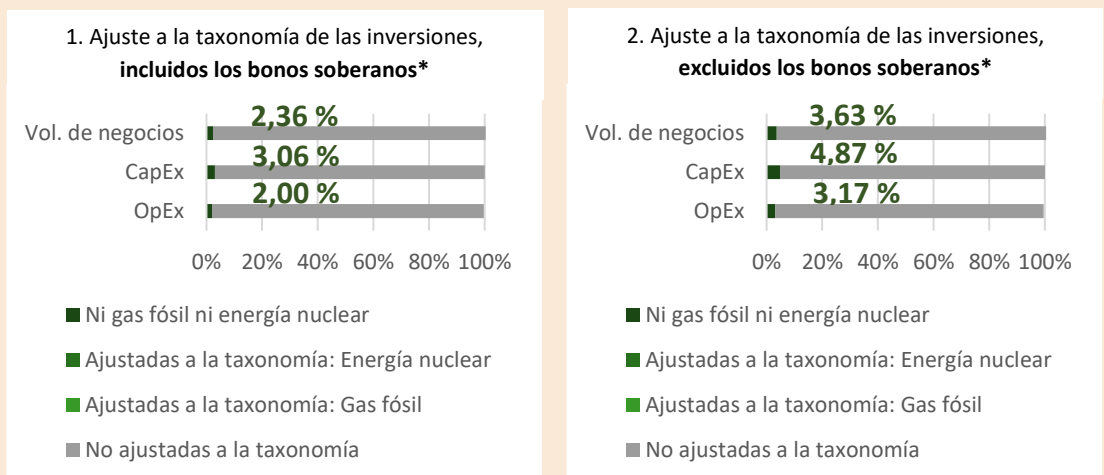 1. Ajuste a la taxonomía de las inversiones,
incluidos los bonos soberanos*
2,36 %
Vol. de negocios
3,06 %
CapEx
2,00 %
OpEx
0% 20% 40% 60% 80% 100%
Ni gas fósil ni energía nuclear
Ajustadas a la taxonomía: Energía nuclear
Ajustadas a la taxonomía: Gas fósil
No ajustadas a la taxonomía
2. Ajuste a la taxonomía de las inversiones,
excluidos los bonos soberanos*
3,63 %
Vol. de negocios
4,87 %
CapEx
3,17 %
OpEx
0% 20% 40% 60% 80% 100%
Ni gas fósil ni energía nuclear
Ajustadas a la taxonomía: Energía nuclear
Ajustadas a la taxonomía: Gas fósil
No ajustadas a la taxonomía